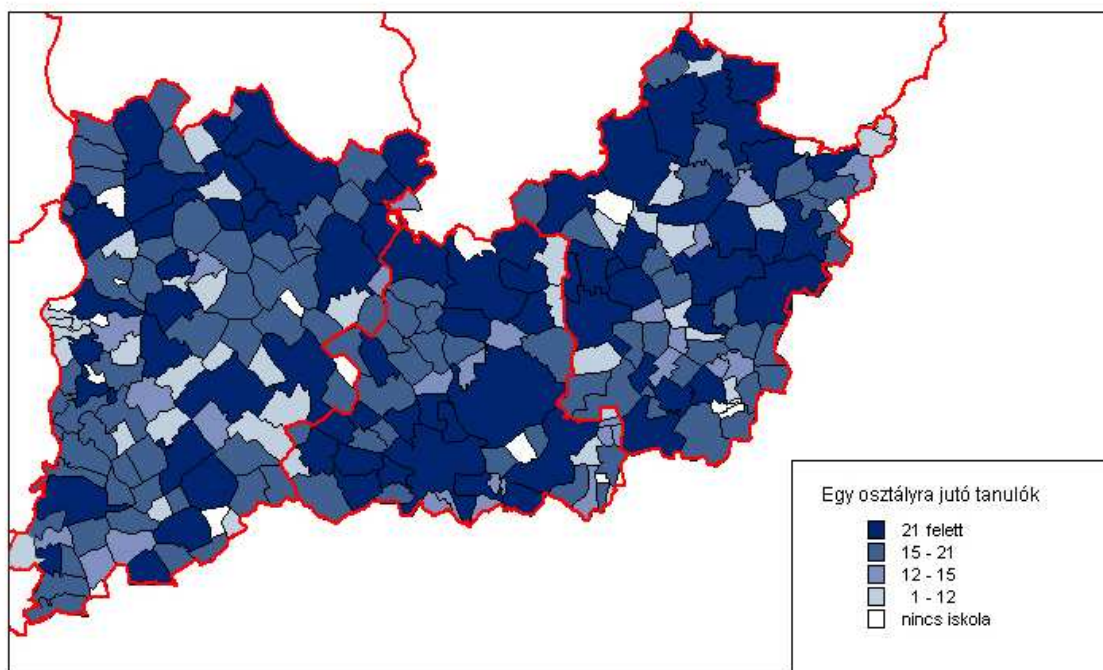 Egy osztályra jutó tanulók
21 felett
15 - 21
12 - 15
1 - 12
nincs iskola